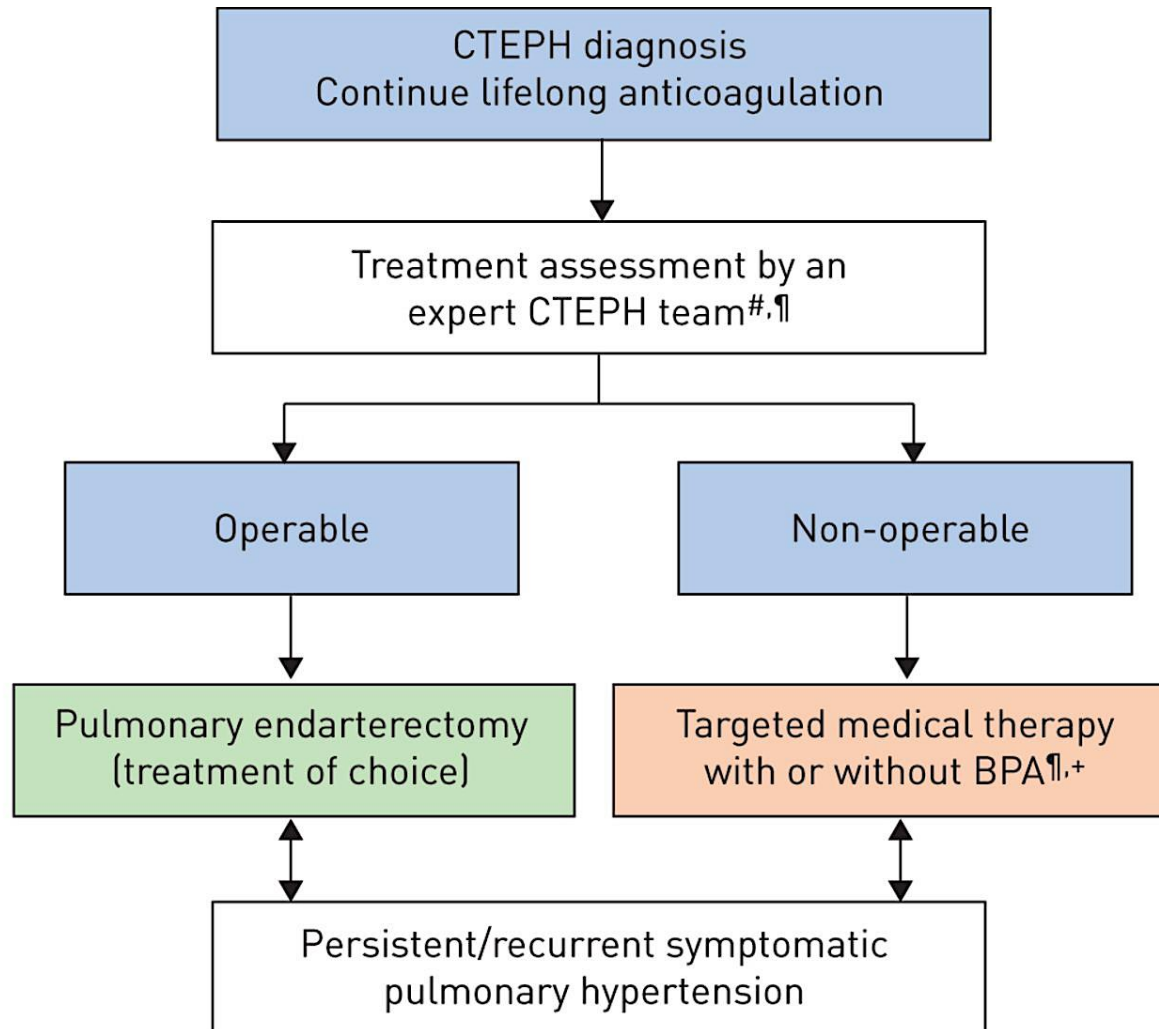 CTEPH diagnosis
Continue lifelong anticoagulation
Treatment assessment by an
expert CTEPH team#,¶
Operable
Non-operable
Pulmonary endarterectomy
(treatment of choice)
Targeted medical therapy
with or without BPA¶,+
Persistent/recurrent symptomatic
pulmonary hypertension